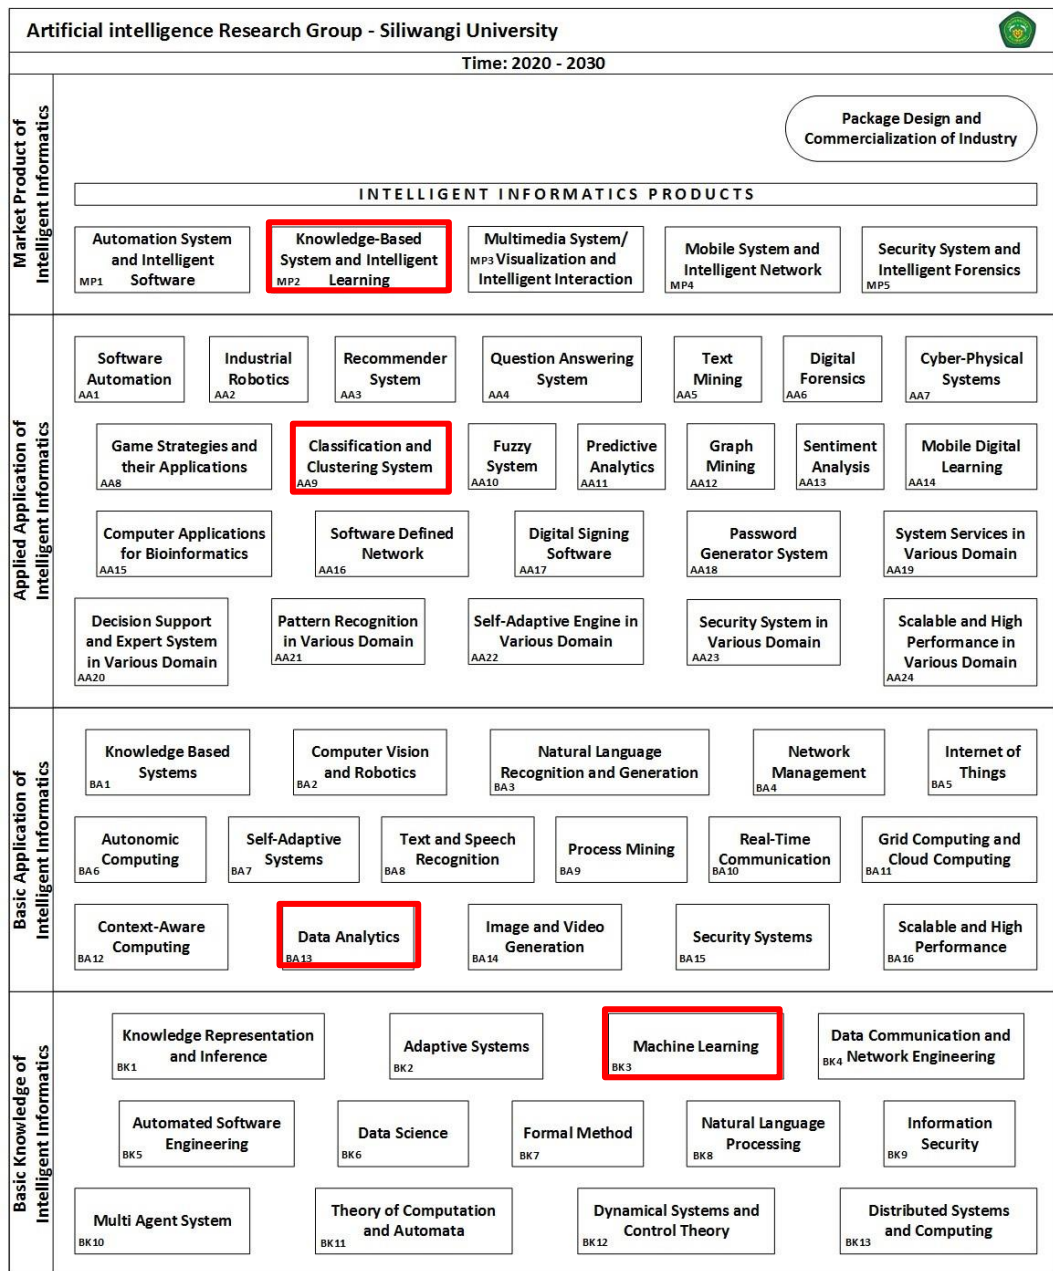 Artificial intelligence Research Group - Siliwangi University
Time: 2020 - 2030
Market Product of
Intelligent Informatics
Package Design and
Commercialization of Industry
INTELLIGENT INFORMATICS PRODUCTS
Automation System
and Intelligent
Software
MP1
Knowledge-Based
System and Intelligent
Learning
MP2
Multimedia System/
Visualization and
Intelligent Interaction
MP3
Mobile System and
Intelligent Network
MP4
Security System and
Intelligent Forensics
MP5
Applied Application of
Intelligent Informatics
Software
Automation
AA1
Industrial
Robotics
AA2
Recommender
System
AA3
Question Answering
System
AA4
Text
Mining
AA5
Digital
Forensics
AA6
Cyber-Physical
Systems
AA7
Game Strategies and
their Applications
AA8
Classification and
Clustering System
AA9
Fuzzy
System
AA10
Predictive
Analytics
AA11
Graph
Mining
AA12
Sentiment
Analysis
AA13
Mobile Digital
Learning
AA14
Computer Applications
for Bioinformatics
AA15
Software Defined
Network
AA16
Digital Signing
Software
AA17
Password
Generator System
AA18
System Services in
Various Domain
AA19
Decision Support
and Expert System
in Various Domain
AA20
Pattern Recognition
in Various Domain
AA21
Self-Adaptive Engine in
Various Domain
AA22
Security System in
Various Domain
AA23
Scalable and High
Performance in
Various Domain
AA24
Basic Application of
Intelligent Informatics
Knowledge Based
Systems
BA1
Computer Vision
and Robotics
BA2
Natural Language
Recognition and Generation
BA3
Network
Management
BA4
Internet of
Things
BA5
Autonomic
Computing
BA6
Self-Adaptive
Systems
BA7
Text and Speech
Recognition
BA8
Process Mining
BA9
Real-Time
Communication
BA10
Grid Computing and
Cloud Computing
BA11
Context-Aware
Computing
BA12
Data Analytics
BA13
Image and Video
Generation
BA14
Security Systems
BA15
Scalable and High
Performance
BA16
Basic Knowledge of
Intelligent Informatics
Knowledge Representation
and Inference
BK1
Adaptive Systems
BK2
Machine Learning
BK3
Data Communication and
Network Engineering
BK4
Automated Software
Engineering
BK5
Data Science
BK6
Formal Method
BK7
Natural Language
Processing
BK8
Information
Security
BK9
Multi Agent System
BK10
Theory of Computation
and Automata
BK11
Dynamical Systems and
Control Theory
BK12
Distributed Systems
and Computing
BK13